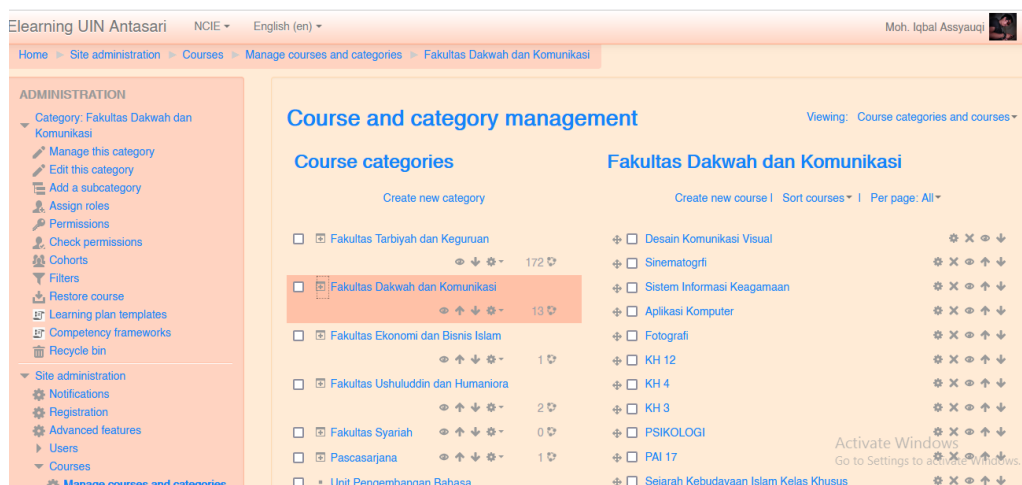 Elearning UIN Antasari NCIE English (en) Moh. Iqbal Assyauqi
Home Site administration Courses Manage courses and categories Fakultas Dakwah dan Komunikasi
ADMINISTRATION
Category: Fakultas Dakwah dan
Komunikasi
Manage this category
Edit this category
Add a subcategory
Assign roles
Permissions
Check permissions
Cohorts
Filters
Restore course
Learning plan templates
Competency frameworks
Recycle bin
Site administration
Notifications
Registration
Advanced features
Users
Courses
Manage courses and categories
Course and category management
Viewing: Course categories and courses
Course categories
Create new category
Fakultas Tarbiyah dan Keguruan
172
Fakultas Dakwah dan Komunikasi
13
Fakultas Ekonomi dan Bisnis Islam
1
Fakultas Ushuluddin dan Humaniora
2
Fakultas Syariah 0
Pascasarjana 1
Unit Pengembangan Bahasa
Fakultas Dakwah dan Komunikasi
Create new course | Sort courses | Per page: All
Desain Komunikasi Visual
Sinematogrfi
Sistem Informasi Keagamaan
Aplikasi Komputer
Fotografi
KH 12
KH 4
KH 3
PSIKOLOGI
PAI 17
Sejarah Kebudayaan Islam Kelas Khusus
Activate Windows
Go to Settings to activate Windows.